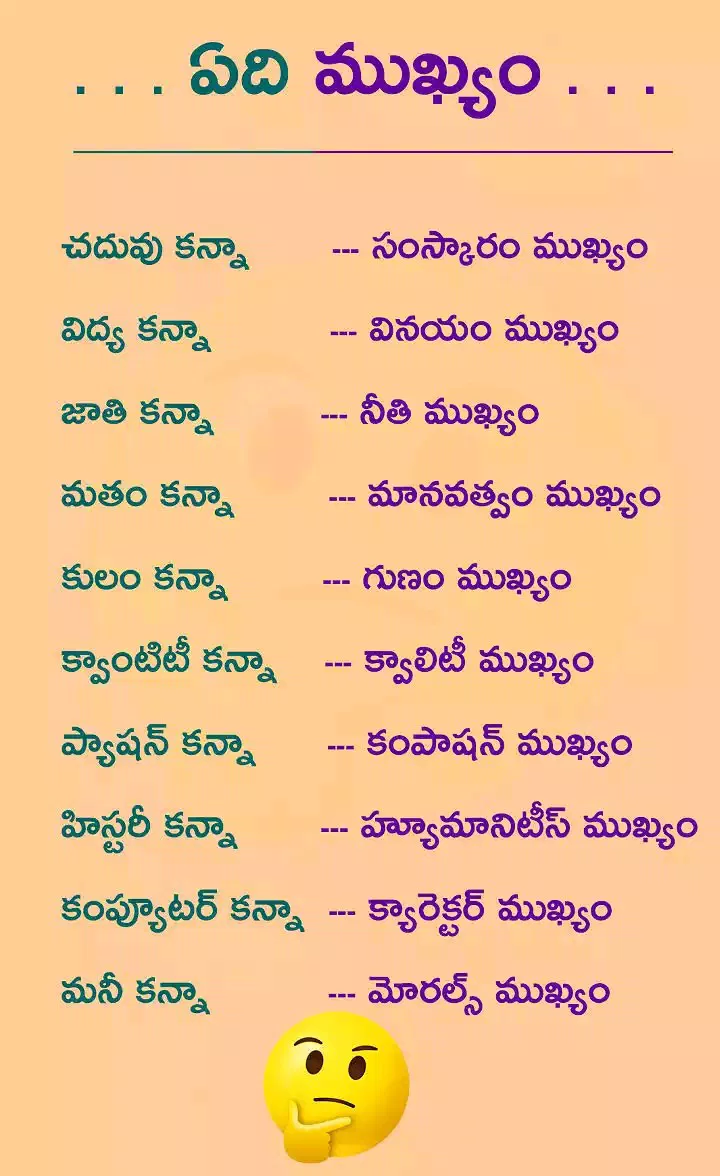 . . . ఏది ముఖ్యం . . .
చదువు కన్నా --- సంస్కారం ముఖ్యం
విద్య కన్నా --- వినయం ముఖ్యం
జాతి కన్నా --- నీతి ముఖ్యం
మతం కన్నా --- మానవత్వం ముఖ్యం
కులం కన్నా --- గుణం ముఖ్యం
క్వాంటిటీ కన్నా --- క్వాలిటీ ముఖ్యం
ప్యాషన్ కన్నా --- కంపాషన్ ముఖ్యం
హిస్టరీ కన్నా --- హ్యూమానిటీస్ ముఖ్యం
కంప్యూటర్ కన్నా --- క్యారెక్టర్ ముఖ్యం
మనీ కన్నా --- మోరల్స్ ముఖ్యం